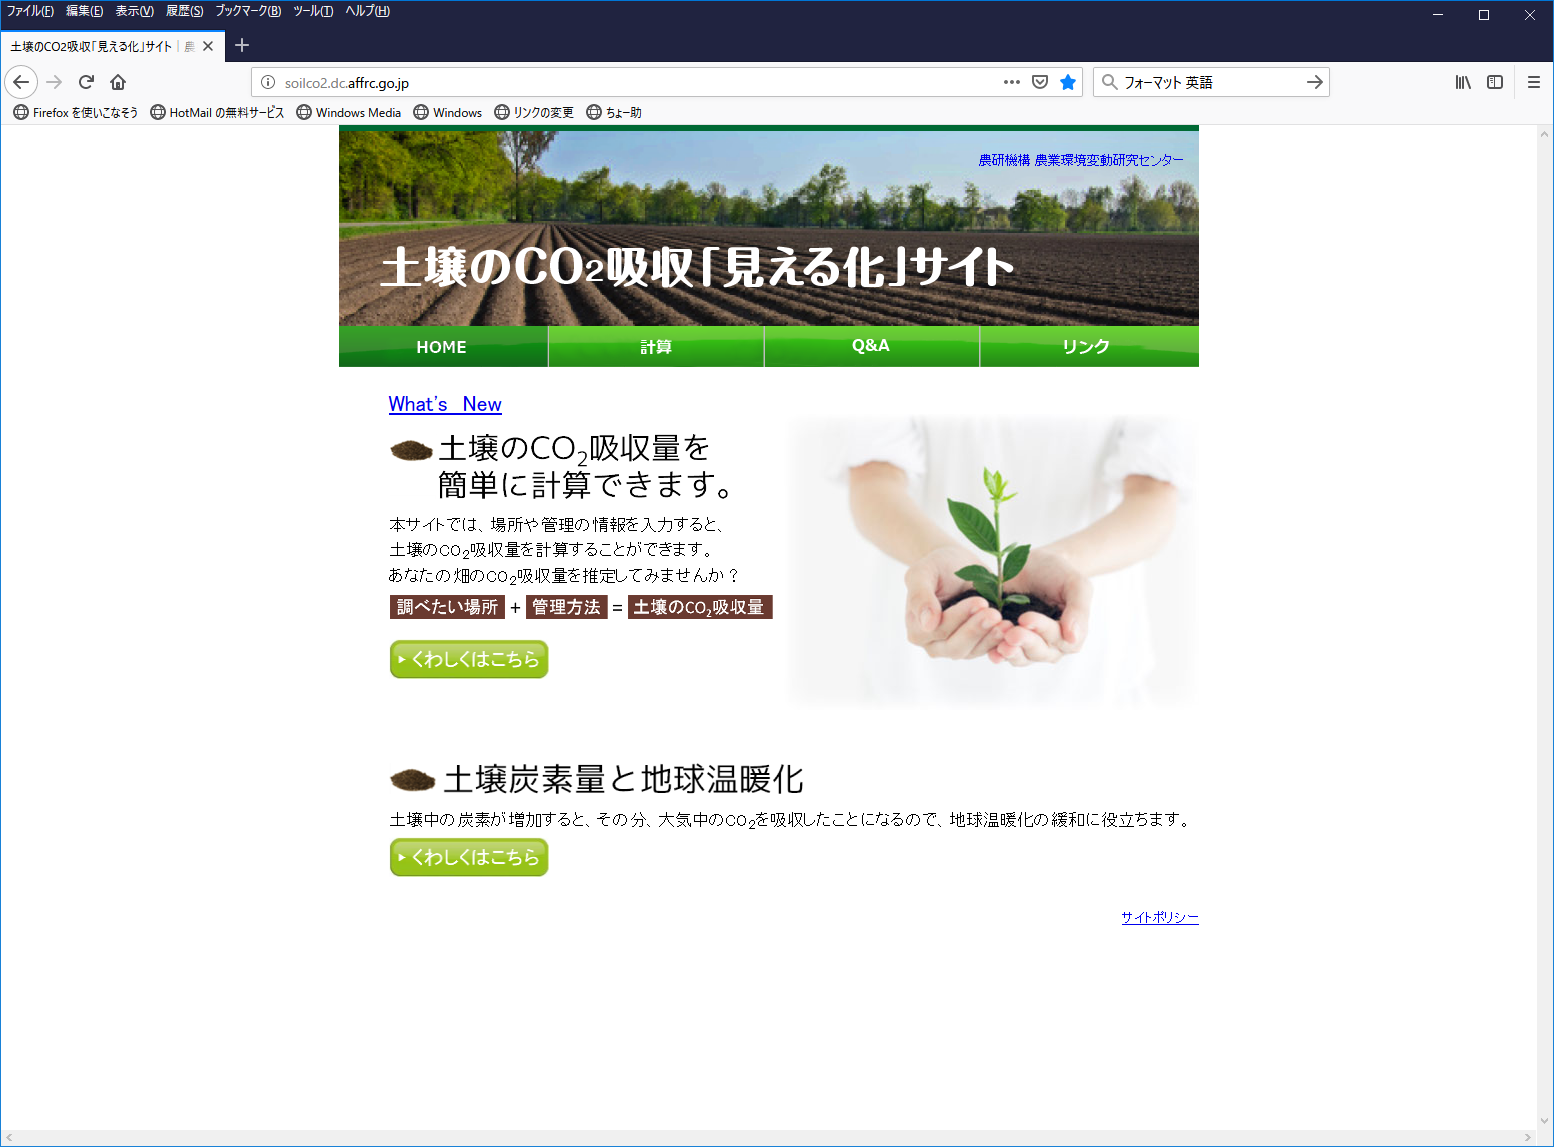 ファイル(F) 編集(E) 表示(V) 履歴(S) ブックマーク(B) ツール(T) ヘルプ(H)
土壌のCO2吸収「見える化」サイト｜農
soilco2.dc.affrc.go.jp
フォーマット 英語
Firefox を使いこなそう HotMail の無料サービス Windows Media Windows リンクの変更 ちょー助
農研機構 農業環境変動研究センター
土壌のCO2吸収「見える化」サイト
HOME 計算 Q&A リンク
What's　New
土壌のCO2吸収量を
簡単に計算できます。
本サイトでは、場所や管理の情報を入力すると、
土壌のCO2吸収量を計算することができます。
あなたの畑のCO2吸収量を推定してみませんか？
調べたい場所 + 管理方法 = 土壌のCO2吸収量
くわしくはこちら
土壌炭素量と地球温暖化
土壌中の炭素が増加すると、その分、大気中のCO2を吸収したことになるので、地球温暖化の緩和に役立ちます。
くわしくはこちら
サイトポリシー